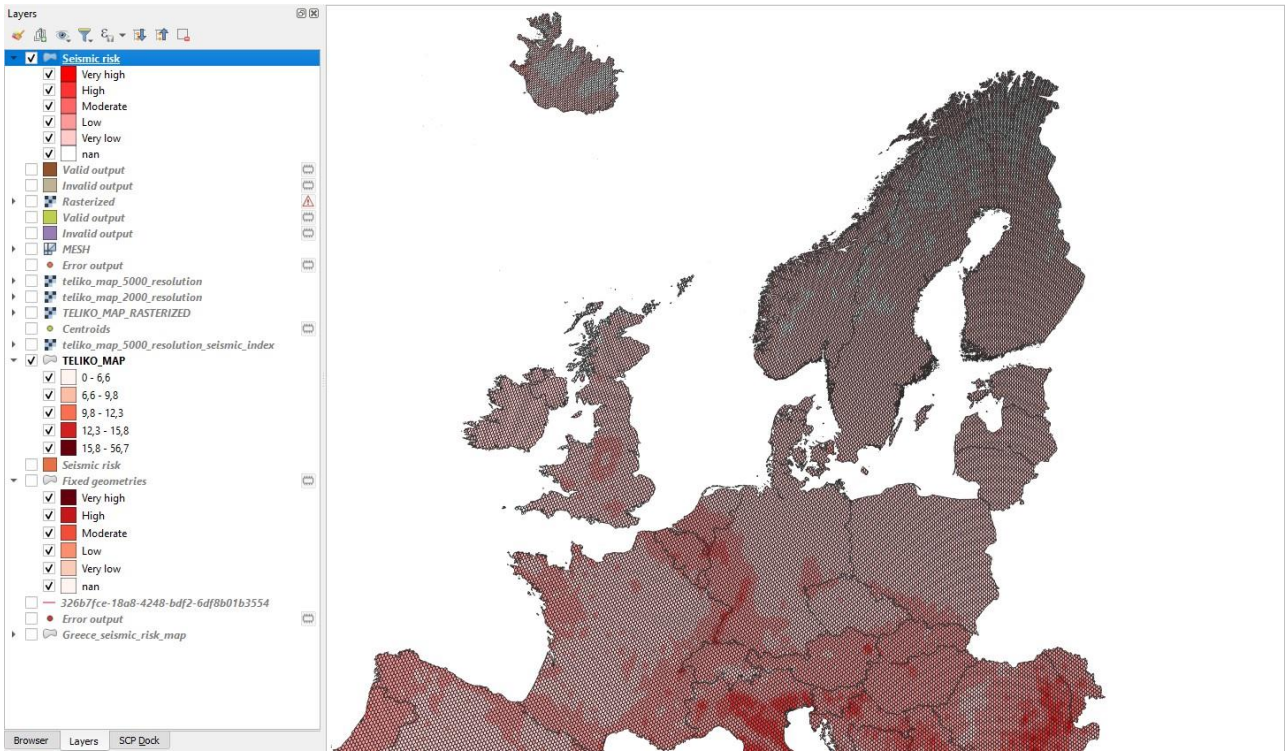 Layers
Seismic risk
Very high
High
Moderate
Low
Very low
nan
Valid output
Invalid output
Rasterized
Valid output
Invalid output
MESH
Error output
teliko_map_5000_resolution
teliko_map_2000_resolution
TELIKO_MAP_RASTERIZED
Centroids
teliko_map_5000_resolution_seismic_index
TELIKO_MAP
0 - 6,6
6,6 - 9,8
9,8 - 12,3
12,3 - 15,8
15,8 - 56,7
Seismic risk
Fixed geometries
Very high
High
Moderate
Low
Very low
nan
326b7fce-18a8-4248-bdf2-6df8b01b3554
Error output
Greece_seismic_risk_map
Browser Layers SCP Dock